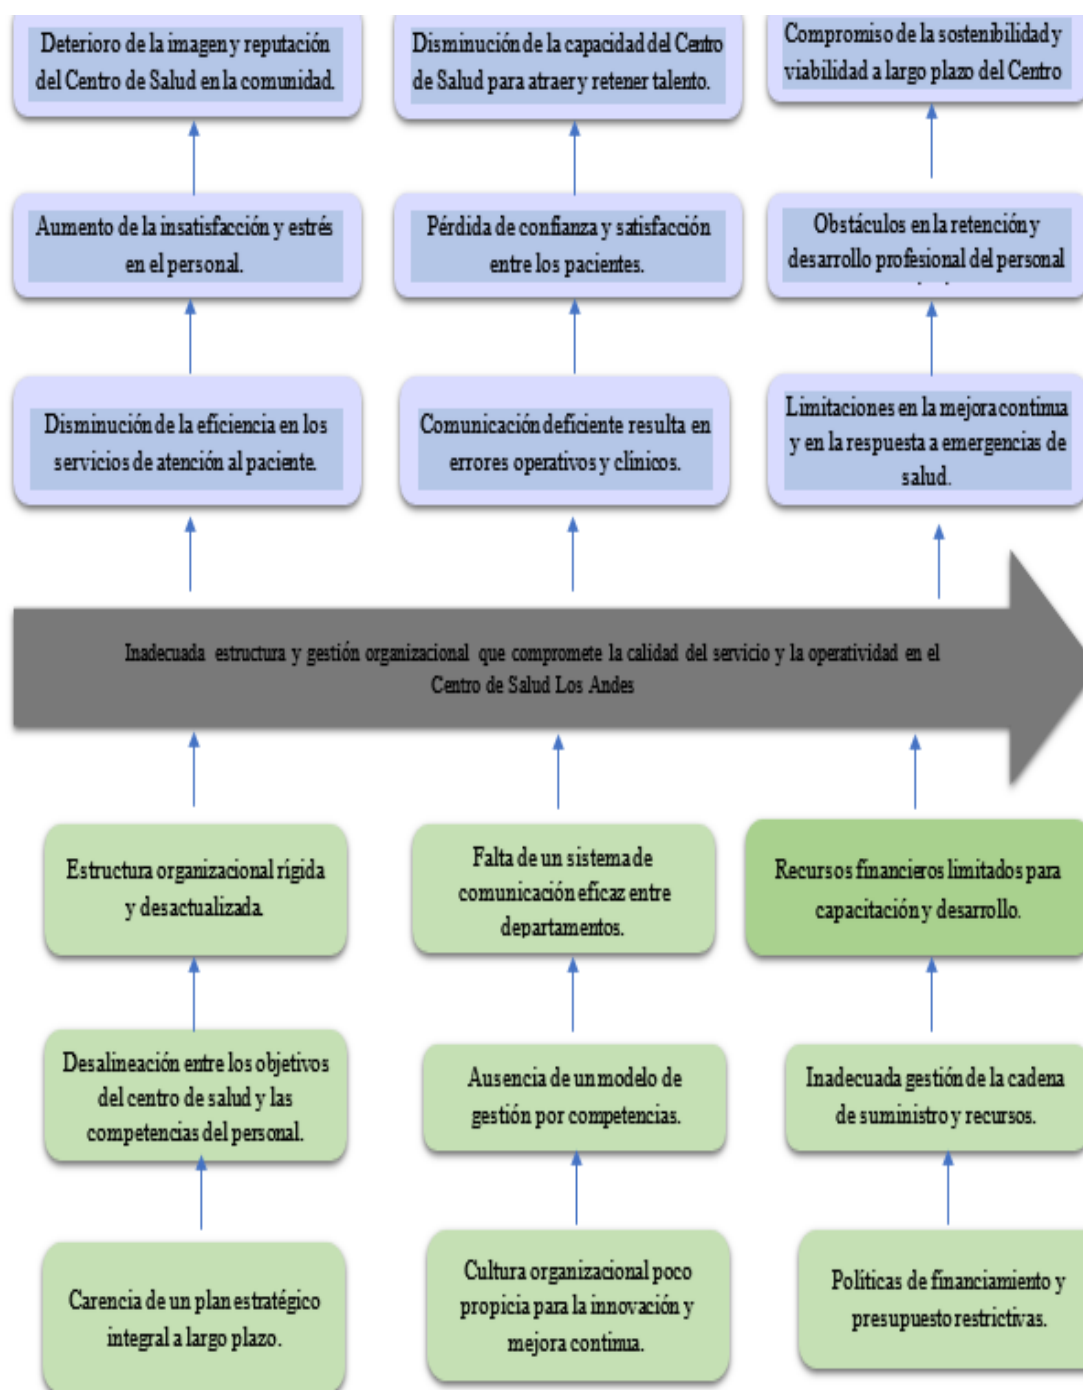 Deterioro de la imagen y reputación
del Centro de Salud en la comunidad.
Disminución de la capacidad del Centro
de Salud para atraer y retener talento.
Compromiso de la sostenibilidad y
viabilidad a largo plazo del Centro
Aumento de la insatisfacción y estrés
en el personal.
Pérdida de confianza y satisfacción
entre los pacientes.
Obstáculos en la retención y
desarrollo profesional del personal
Disminución de la eficiencia en los
servicios de atención al paciente.
Comunicación deficiente resulta en
errores operativos y clínicos.
Limitaciones en la mejora continua
y en la respuesta a emergencias de
salud.
Inadecuada estructura y gestión organizacional que compromete la calidad del servicio y la operatividad en el
Centro de Salud Los Andes
Estructura organizacional rígida
y desactualizada.
Falta de un sistema de
comunicación eficaz entre
departamentos.
Recursos financieros limitados para
capacitación y desarrollo.
Desalineación entre los objetivos
del centro de salud y las
competencias del personal.
Ausencia de un modelo de
gestión por competencias.
Inadecuada gestión de la cadena
de suministro y recursos.
Carencia de un plan estratégico
integral a largo plazo.
Cultura organizacional poco
propicia para la innovación y
mejora continua.
Políticas de financiamiento y
presupuesto restrictivas.